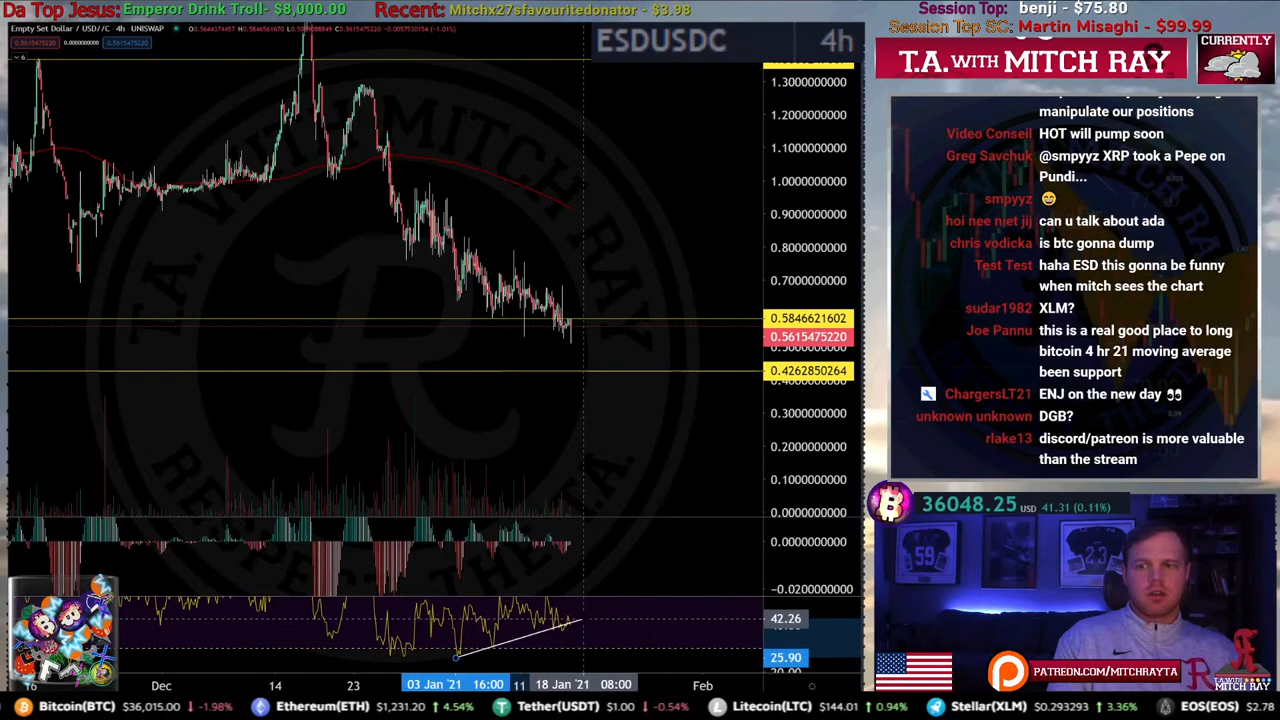 Da Top Jesus: Emperor Drink Troll- $8,000.00
Recent: Mitchx27sfavouritedonator - $3.98
Session Top: benji - $75.80
Session Top SC: Martin Misaghi - $99.99
Empty Set Dollar / USD//C 4h UNISWAP
ESDUSDC 4h
T.A. WITH MITCH RAY
CURRENTLY
1.3000000000
1.2000000000
1.1000000000
1.0000000000
0.9000000000
0.8000000000
0.7000000000
0.5846621602
0.5615475220
0.4262850264
0.3000000000
0.2000000000
0.1000000000
0.0000000000
0.0000000000
-0.0200000000
42.26
25.90
16
Dec
14
23
03 Jan '21 16:00
11
18 Jan '21 08:00
Feb
manipulate our positions
Video Conseil HOT will pump soon
Greg Savchuk @smpyyz XRP took a Pepe on
Pundi...
smpyyz 😄
hoi nee niet jij can u talk about ada
chris vodicka is btc gonna dump
Test Test haha ESD this gonna be funny
when mitch sees the chart
sudar1982 XLM?
Joe Pannu this is a real good place to long
bitcoin 4 hr 21 moving average
been support
ChargersLT21 ENJ on the new day 👀
unknown unknown DGB?
rlake13 discord/patreon is more valuable
than the stream
36048.25 USD 41.31 (0.11%)
59
23
PATREON.COM/MITCHRAYTA
MITCH RAY
Bitcoin(BTC) $36,015.00 -1.98%
Ethereum(ETH) $1,231.20 4.54%
Tether(USDT) $1.00 -0.54%
Litecoin(LTC) $144.01 0.94%
Stellar(XLM) $0.293293 3.36%
EOS(EOS) $2.78